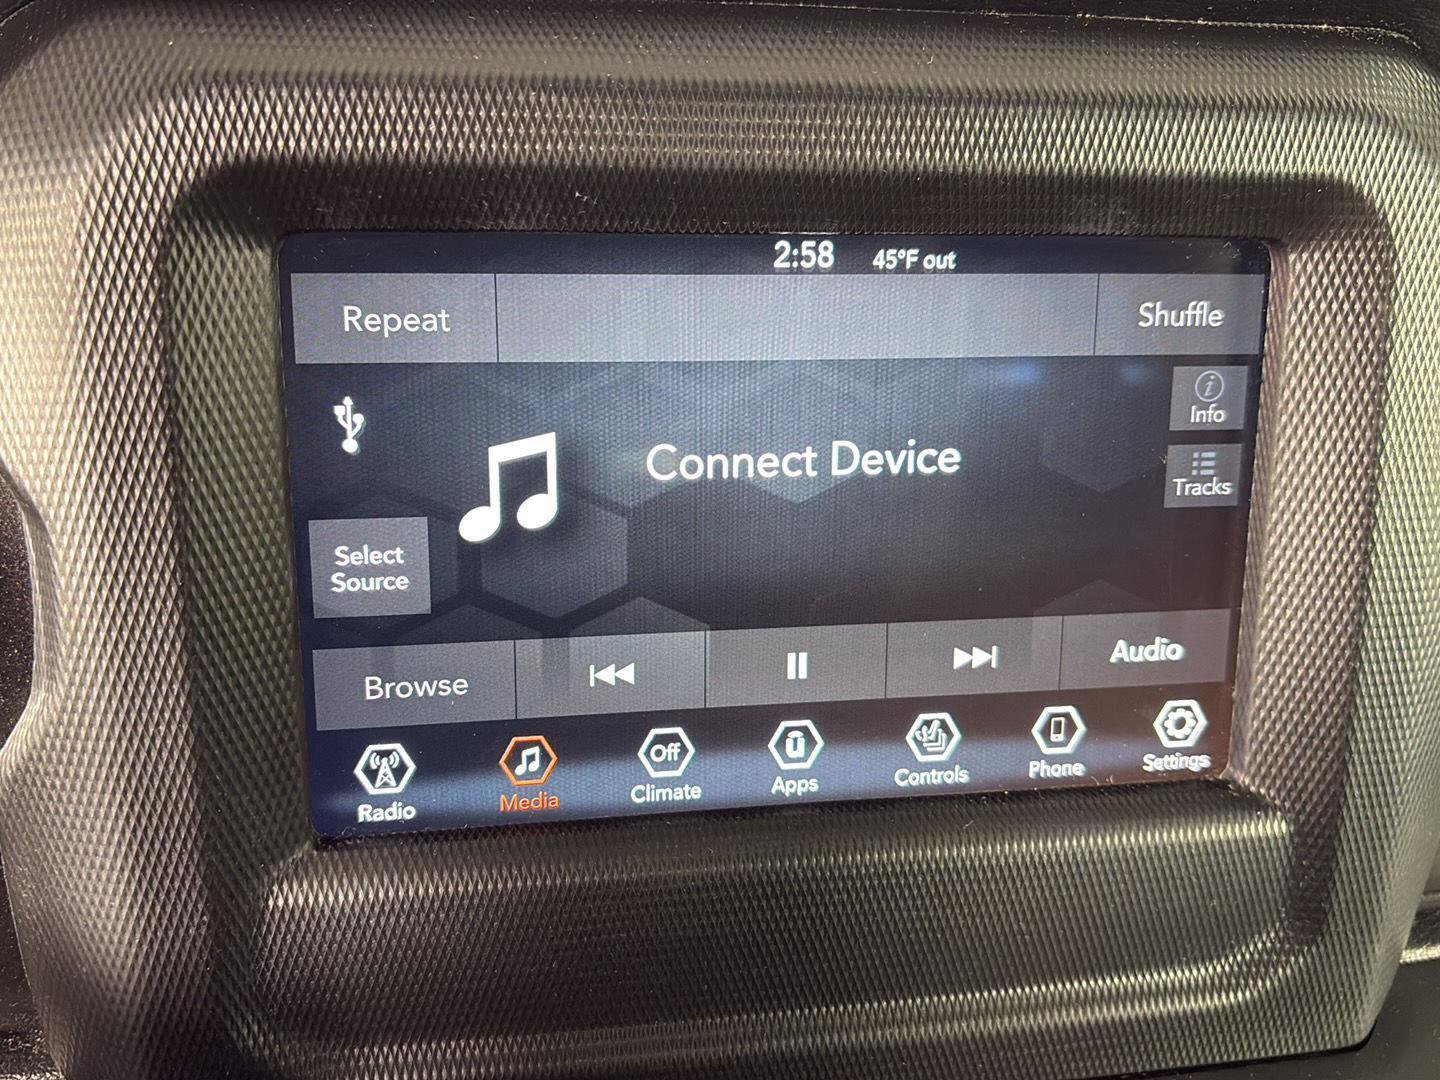 2:58 45°F out
Repeat
Shuffle
Info
Connect Device
Tracks
Select
Source
Browse
Audio
Off
Radio
Media
Climate
Apps
Controls
Phone
Settings